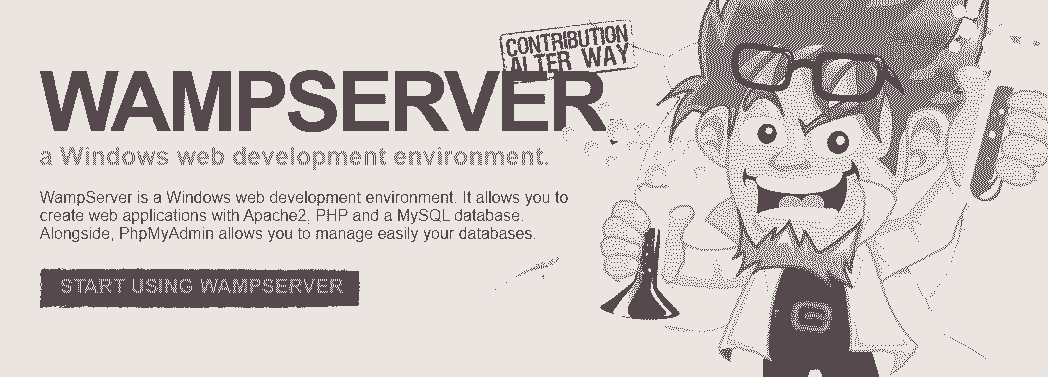 CONTRIBUTION
ALTER WAY
WAMPSERVER
a Windows web development environment.
WampServer is a Windows web development environment. It allows you to
create web applications with Apache2, PHP and a MySQL database.
Alongside, PhpMyAdmin allows you to manage easily your databases.
START USING WAMPSERVER